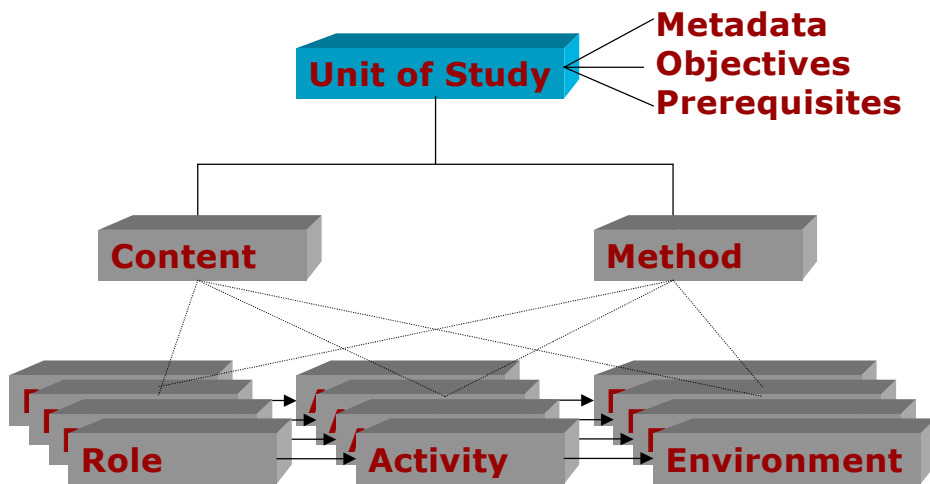 Metadata
Unit of Study
Objectives
Prerequisites
Content
Method
Role
Activity
Environment